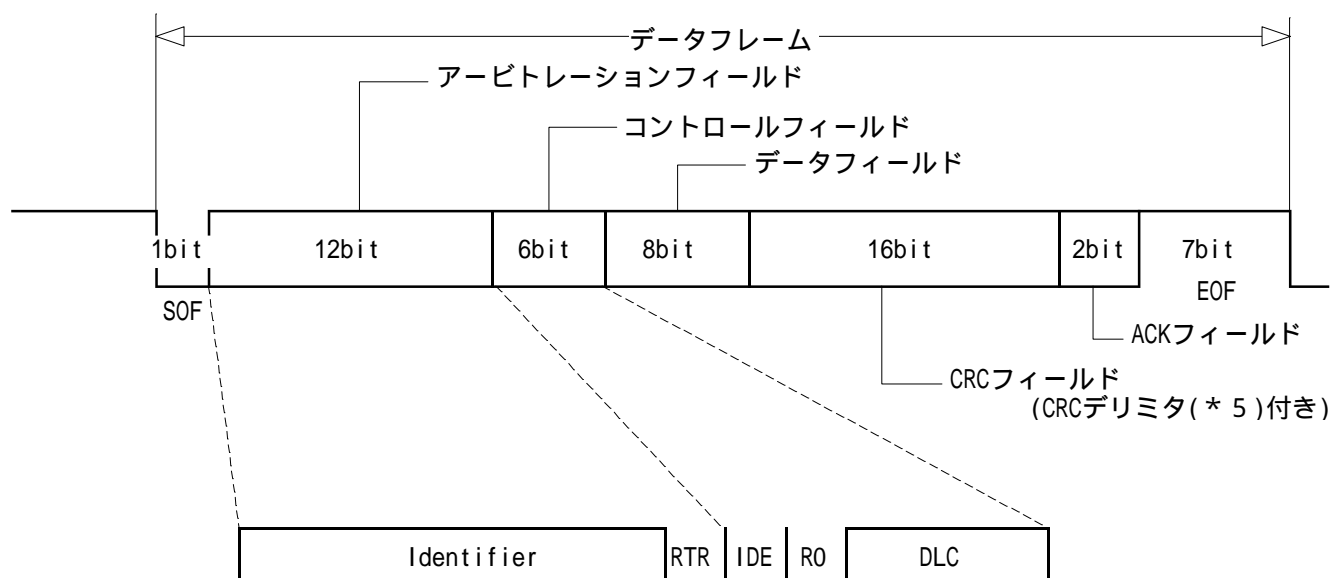 データフレーム
アービトレーションフィールド
コントロールフィールド
データフィールド
1bit 12bit 6bit 8bit 16bit 2bit 7bit
SOF EOF
ACKフィールド
CRCフィールド
(CRCデリミタ(*5)付き)
Identifier RTR IDE R0 DLC